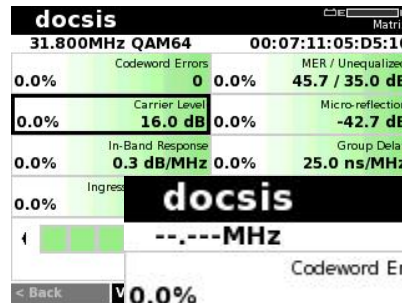 docsis
Matri
31.800MHz QAM64 00:07:11:05:D5:1
Codeword Errors MER / Unequalize
0.0% 0 0.0% 45.7 / 35.0 dB
Carrier Level Micro-reflection
0.0% 16.0 dB 0.0% -42.7 dB
In-Band Response Group Dela
0.0% 0.3 dB/MHz 0.0% 25.0 ns/MHz
Ingres
0.0%
docsis
--.---MHz
Codeword Er
< Back V 0.0%